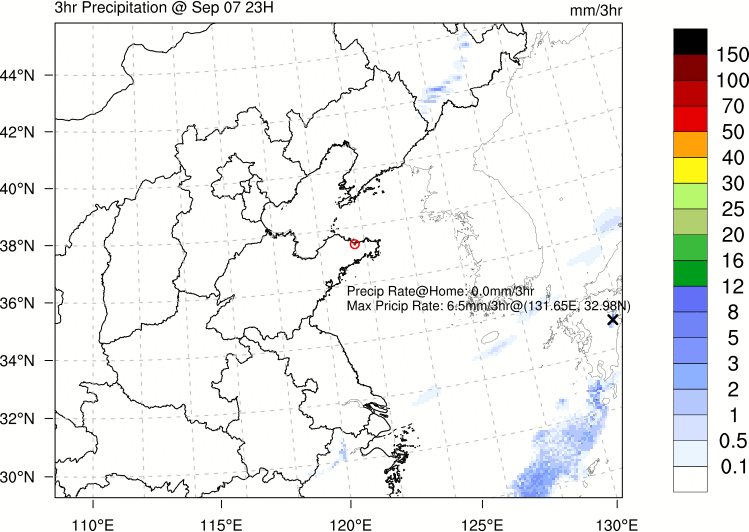 3hr Precipitation @ Sep 07 23H
mm/3hr
44°N
42°N
40°N
38°N
36°N
34°N
32°N
30°N
110°E
115°E
120°E
125°E
130°E
Precip Rate@Home: 0.0mm/3hr
Max Pricip Rate: 6.5mm/3hr@(131.65E, 32.98N)
150
100
70
50
40
30
25
20
16
12
8
5
3
2
1
0.5
0.1